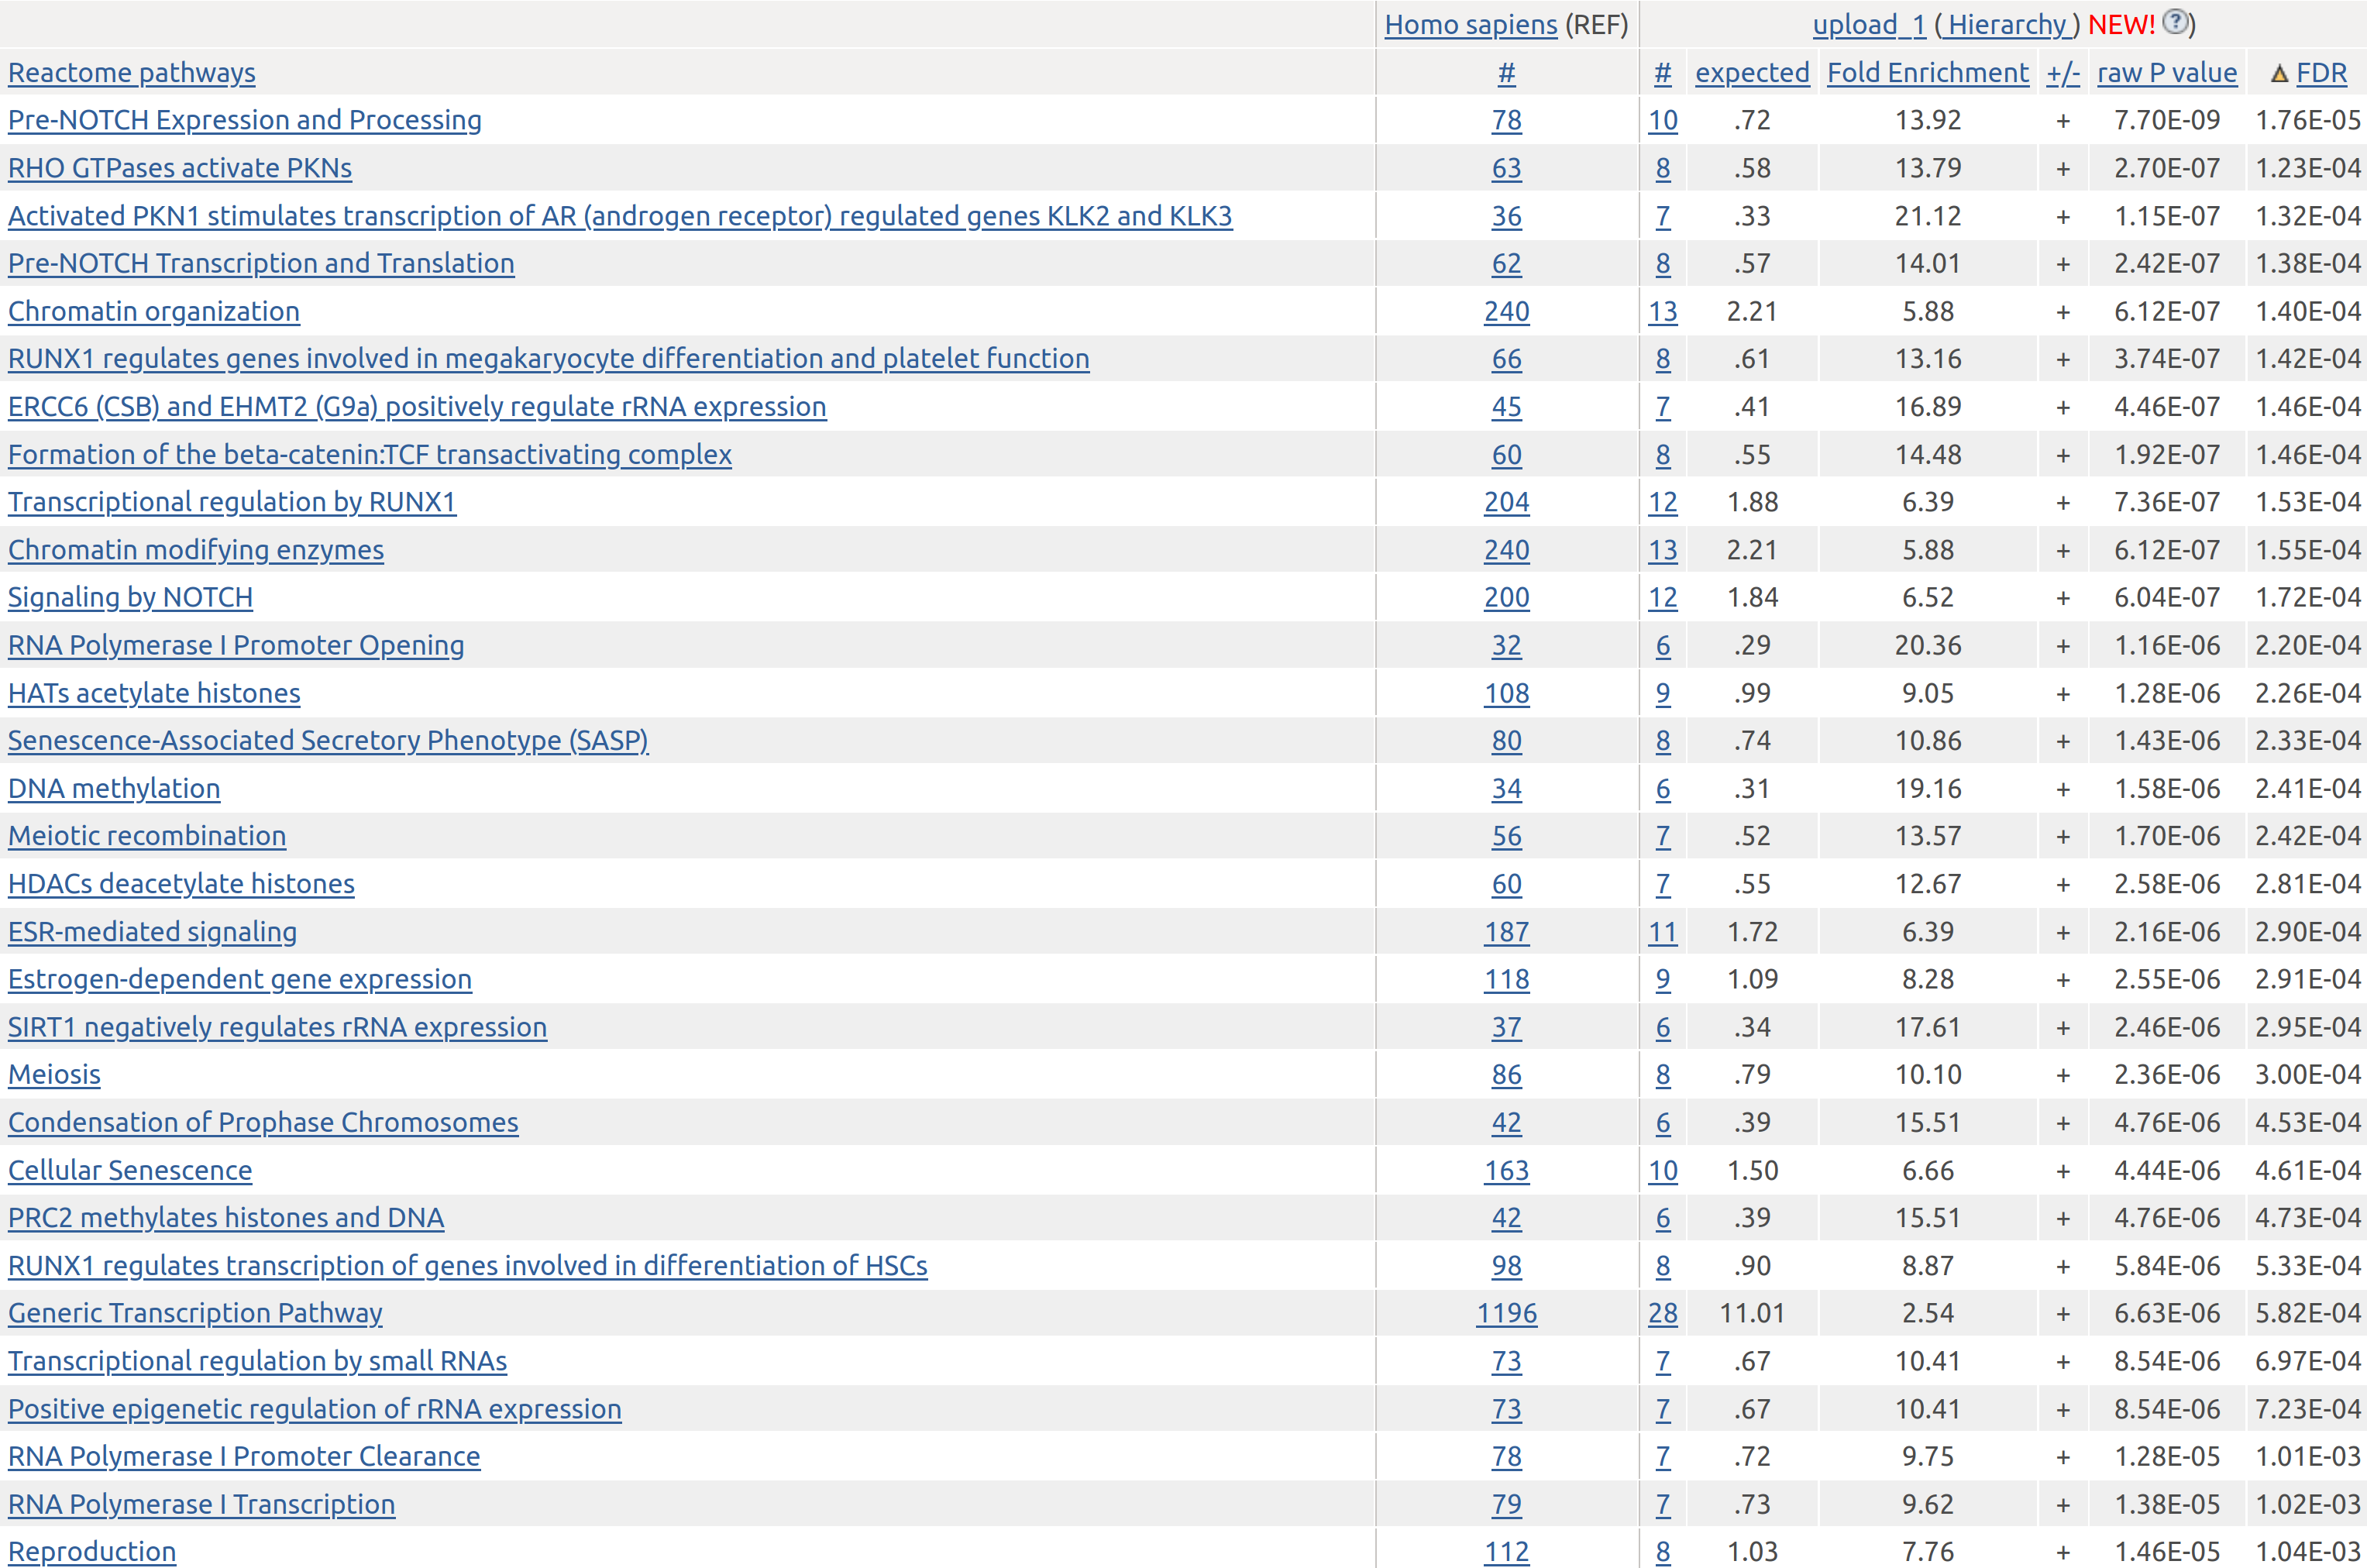 Homo sapiens (REF) upload_1 ( Hierarchy ) NEW! ? )
Reactome pathways # # expected Fold Enrichment +/- raw P value FDR
Pre-NOTCH Expression and Processing 78 10 .72 13.92 + 7.70E-09 1.76E-05
RHO GTPases activate PKNs 63 8 .58 13.79 + 2.70E-07 1.23E-04
Activated PKN1 stimulates transcription of AR (androgen receptor) regulated genes KLK2 and KLK3 36 7 .33 21.12 + 1.15E-07 1.32E-04
Pre-NOTCH Transcription and Translation 62 8 .57 14.01 + 2.42E-07 1.38E-04
Chromatin organization 240 13 2.21 5.88 + 6.12E-07 1.40E-04
RUNX1 regulates genes involved in megakaryocyte differentiation and platelet function 66 8 .61 13.16 + 3.74E-07 1.42E-04
ERCC6 (CSB) and EHMT2 (G9a) positively regulate rRNA expression 45 7 .41 16.89 + 4.46E-07 1.46E-04
Formation of the beta-catenin:TCF transactivating complex 60 8 .55 14.48 + 1.92E-07 1.46E-04
Transcriptional regulation by RUNX1 204 12 1.88 6.39 + 7.36E-07 1.53E-04
Chromatin modifying enzymes 240 13 2.21 5.88 + 6.12E-07 1.55E-04
Signaling by NOTCH 200 12 1.84 6.52 + 6.04E-07 1.72E-04
RNA Polymerase I Promoter Opening 32 6 .29 20.36 + 1.16E-06 2.20E-04
HATs acetylate histones 108 9 .99 9.05 + 1.28E-06 2.26E-04
Senescence-Associated Secretory Phenotype (SASP) 80 8 .74 10.86 + 1.43E-06 2.33E-04
DNA methylation 34 6 .31 19.16 + 1.58E-06 2.41E-04
Meiotic recombination 56 7 .52 13.57 + 1.70E-06 2.42E-04
HDACs deacetylate histones 60 7 .55 12.67 + 2.58E-06 2.81E-04
ESR-mediated signaling 187 11 1.72 6.39 + 2.16E-06 2.90E-04
Estrogen-dependent gene expression 118 9 1.09 8.28 + 2.55E-06 2.91E-04
SIRT1 negatively regulates rRNA expression 37 6 .34 17.61 + 2.46E-06 2.95E-04
Meiosis 86 8 .79 10.10 + 2.36E-06 3.00E-04
Condensation of Prophase Chromosomes 42 6 .39 15.51 + 4.76E-06 4.53E-04
Cellular Senescence 163 10 1.50 6.66 + 4.44E-06 4.61E-04
PRC2 methylates histones and DNA 42 6 .39 15.51 + 4.76E-06 4.73E-04
RUNX1 regulates transcription of genes involved in differentiation of HSCs 98 8 .90 8.87 + 5.84E-06 5.33E-04
Generic Transcription Pathway 1196 28 11.01 2.54 + 6.63E-06 5.82E-04
Transcriptional regulation by small RNAs 73 7 .67 10.41 + 8.54E-06 6.97E-04
Positive epigenetic regulation of rRNA expression 73 7 .67 10.41 + 8.54E-06 7.23E-04
RNA Polymerase I Promoter Clearance 78 7 .72 9.75 + 1.28E-05 1.01E-03
RNA Polymerase I Transcription 79 7 .73 9.62 + 1.38E-05 1.02E-03
Reproduction 112 8 1.03 7.76 + 1.46E-05 1.04E-03